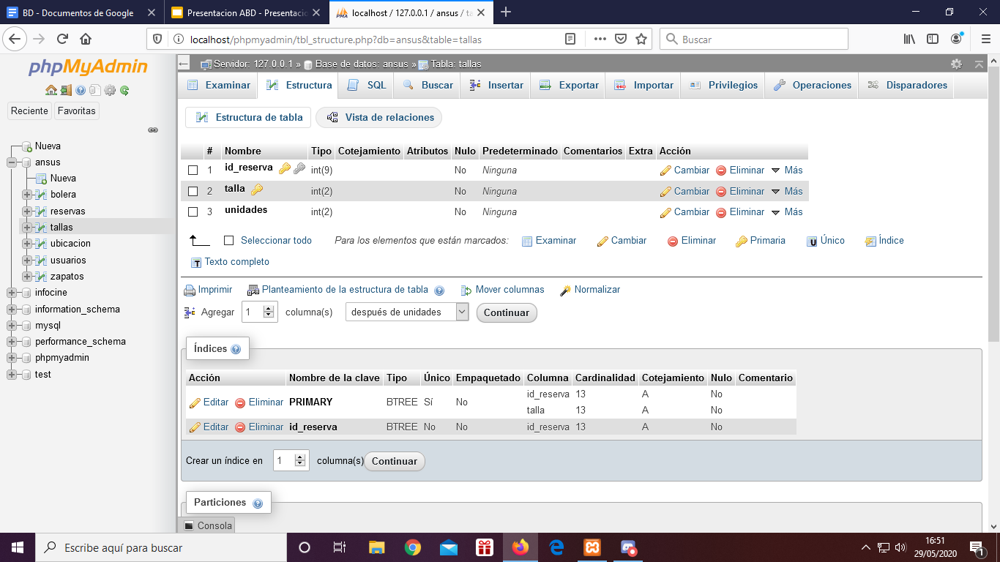 BD - Documentos de Google
Presentacion ABD - Presentacio
localhost / 127.0.0.1 / ansus / ta
localhost/phpmyadmin/tbl_structure.php?db=ansus&table=tallas
Buscar
phpMyAdmin
Reciente Favoritas
Nueva
ansus
Nueva
bolera
reservas
tallas
ubicacion
usuarios
zapatos
infocine
information_schema
mysql
performance_schema
phpmyadmin
test
Servidor: 127.0.0.1 » Base de datos: ansus » Tabla: tallas
Examinar Estructura SQL Buscar Insertar Exportar Importar Privilegios Operaciones Disparadores
Estructura de tabla Vista de relaciones
# Nombre Tipo Cotejamiento Atributos Nulo Predeterminado Comentarios Extra Acción
1 id_reserva int(9) No Ninguna Cambiar Eliminar Más
2 talla int(2) No Ninguna Cambiar Eliminar Más
3 unidades int(2) No Ninguna Cambiar Eliminar Más
Seleccionar todo Para los elementos que están marcados: Examinar Cambiar Eliminar Primaria Único Índice
Texto completo
Imprimir Planteamiento de la estructura de tabla Mover columnas Normalizar
Agregar 1 columna(s) después de unidades Continuar
Índices
Acción Nombre de la clave Tipo Único Empaquetado Columna Cardinalidad Cotejamiento Nulo Comentario
Editar Eliminar PRIMARY BTREE Sí No id_reserva 13 A No
talla 13 A No
Editar Eliminar id_reserva BTREE No No id_reserva 13 A No
Crear un índice en 1 columna(s) Continuar
Particiones
Consola
Escribe aquí para buscar
16:51
29/05/2020
1